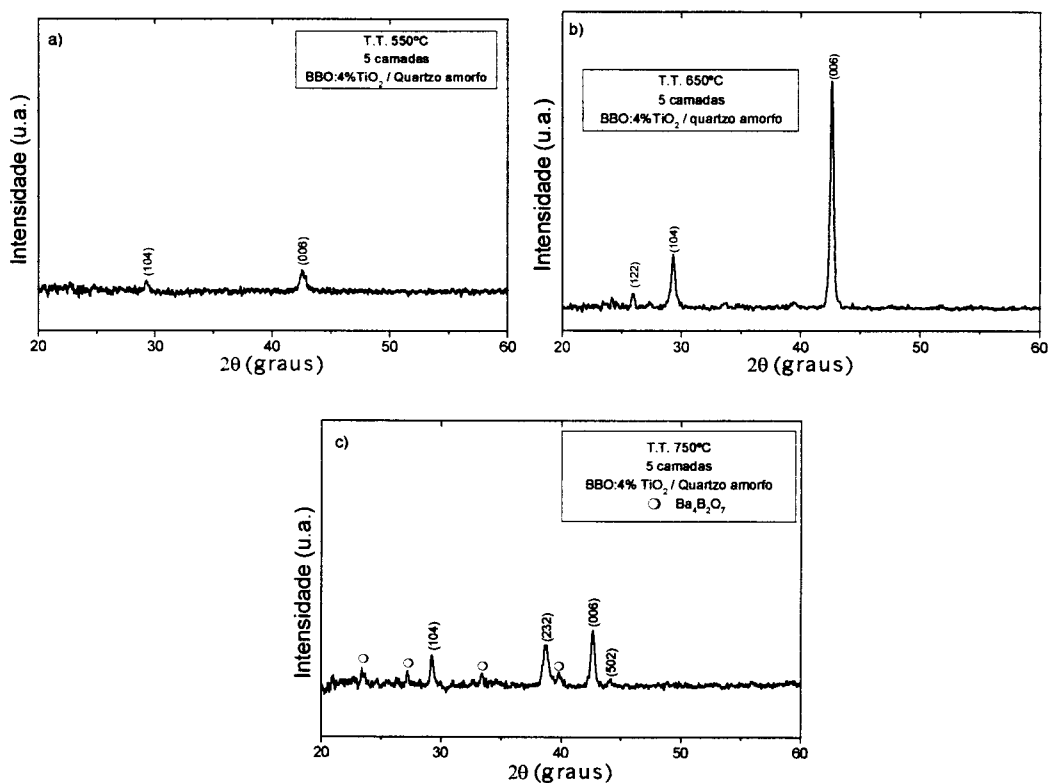 a)
T.T. 550ºC
5 camadas
BBO:4%TiO₂ / Quartzo amorfo
(104)
(006)
Intensidade (u.a.)
20 30 40 50 60
2θ (graus)
b)
T.T. 650ºC
5 camadas
BBO:4%TiO₂ / quartzo amorfo
(122)
(104)
(006)
Intensidade (u.a.)
20 30 40 50 60
2θ (graus)
c)
T.T. 750ºC
5 camadas
BBO:4% TiO₂ / Quartzo amorfo
Ba₄B₂O₇
(104)
(232)
(006)
(502)
Intensidade (u.a.)
20 30 40 50 60
2θ (graus)